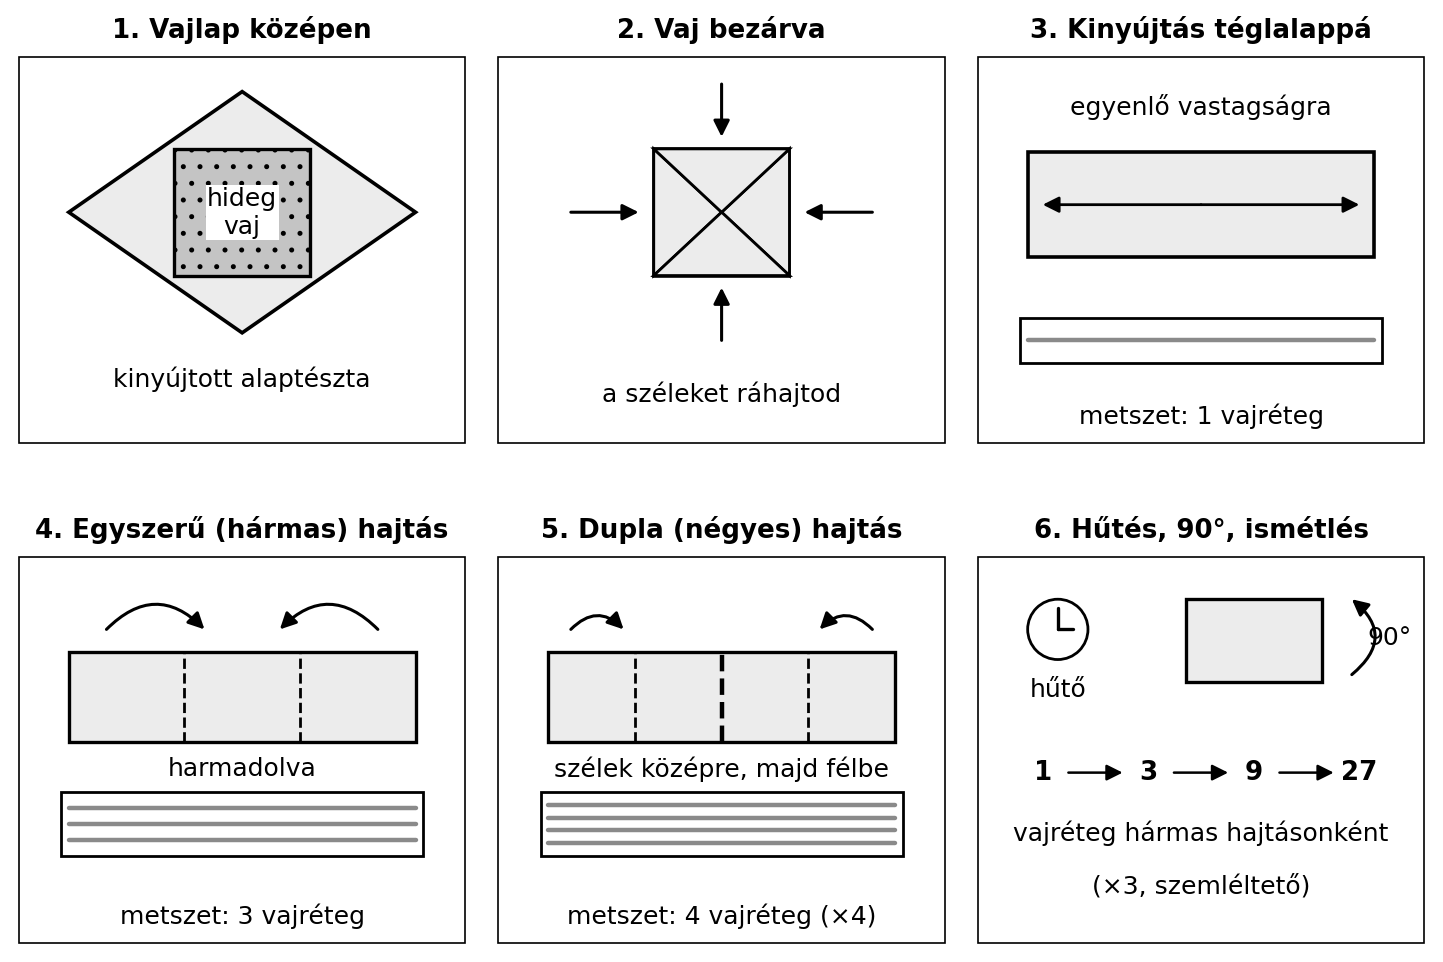 1. Vajlap középen
hideg
vaj
kinyújtott alaptészta
2. Vaj bezárva
a széleket ráhajtod
3. Kinyújtás téglalappá
egyenlő vastagságra
metszet: 1 vajréteg
4. Egyszerű (hármas) hajtás
harmadolva
metszet: 3 vajréteg
5. Dupla (négyes) hajtás
szélek középre, majd félbe
metszet: 4 vajréteg (×4)
6. Hűtés, 90°, ismétlés
90°
hűtő
1 3 9 27
vajréteg hármas hajtásonként
(×3, szemléltető)